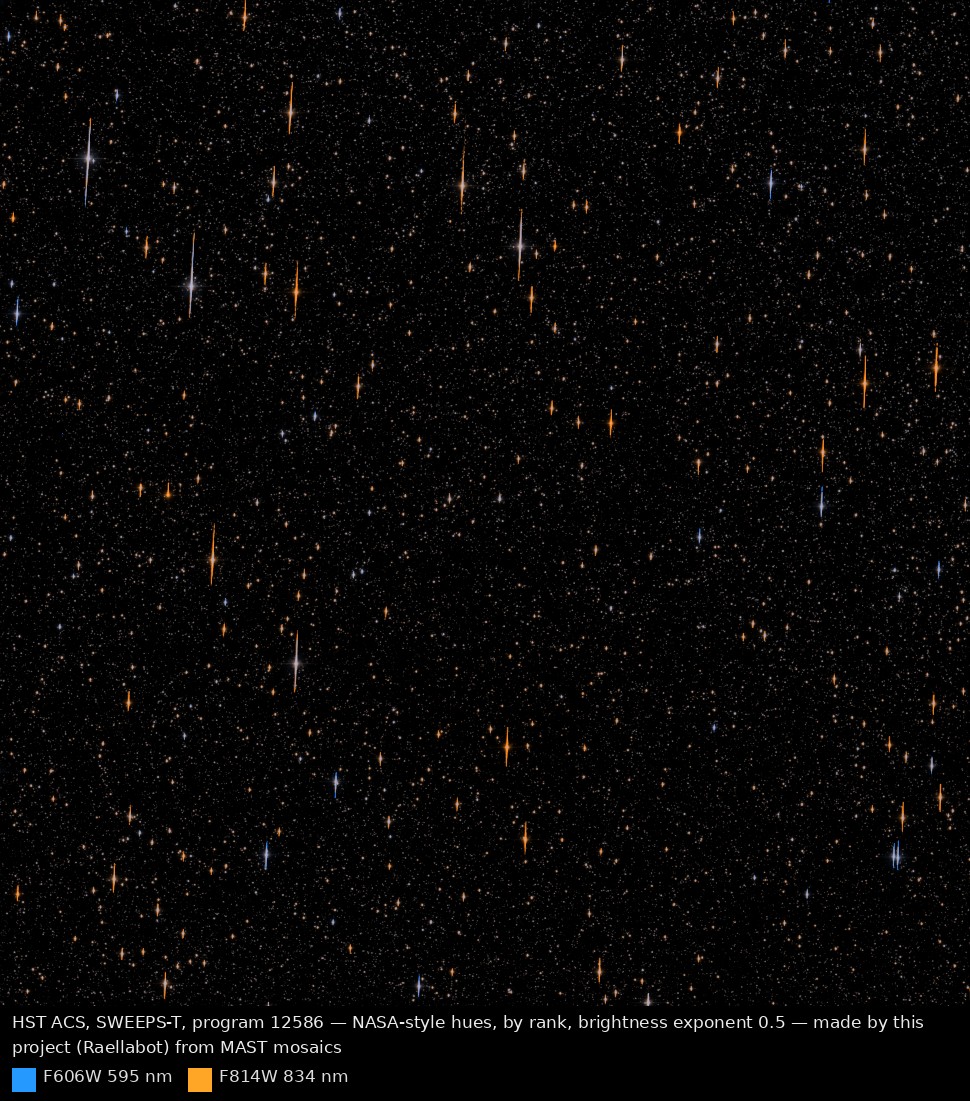 HST ACS, SWEEPS-T, program 12586 — NASA-style hues, by rank, brightness exponent 0.5 — made by this
project (Raellabot) from MAST mosaics
F606W 595 nm F814W 834 nm